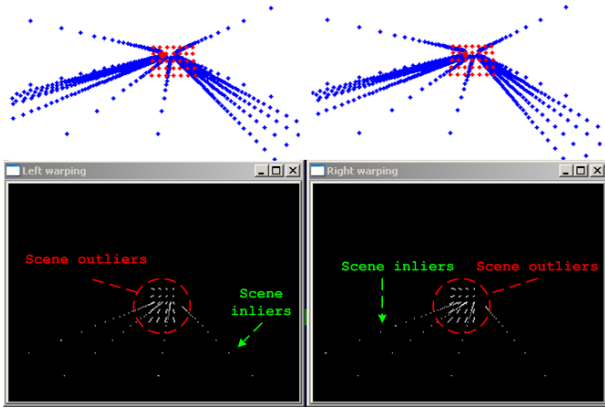 Left warping
Right warping
Scene outliers
Scene
inliers
Scene inliers
Scene outliers